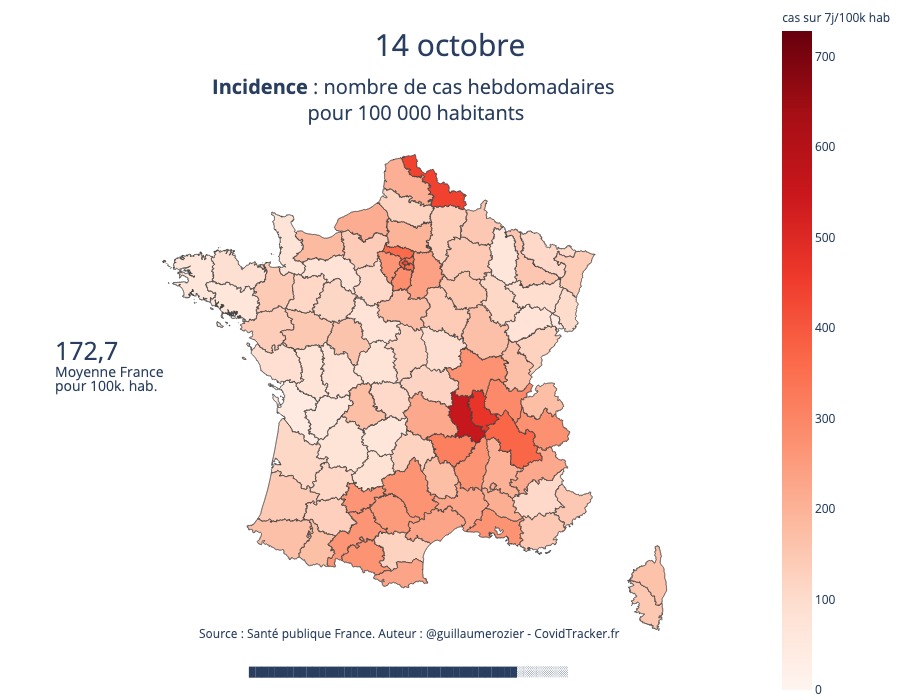 cas sur 7j/100k hab
14 octobre
Incidence : nombre de cas hebdomadaires
pour 100 000 habitants
700
600
500
400
300
200
100
0
172,7
Moyenne France
pour 100k. hab.
Source : Santé publique France. Auteur : @guillaumerozier - CovidTracker.fr